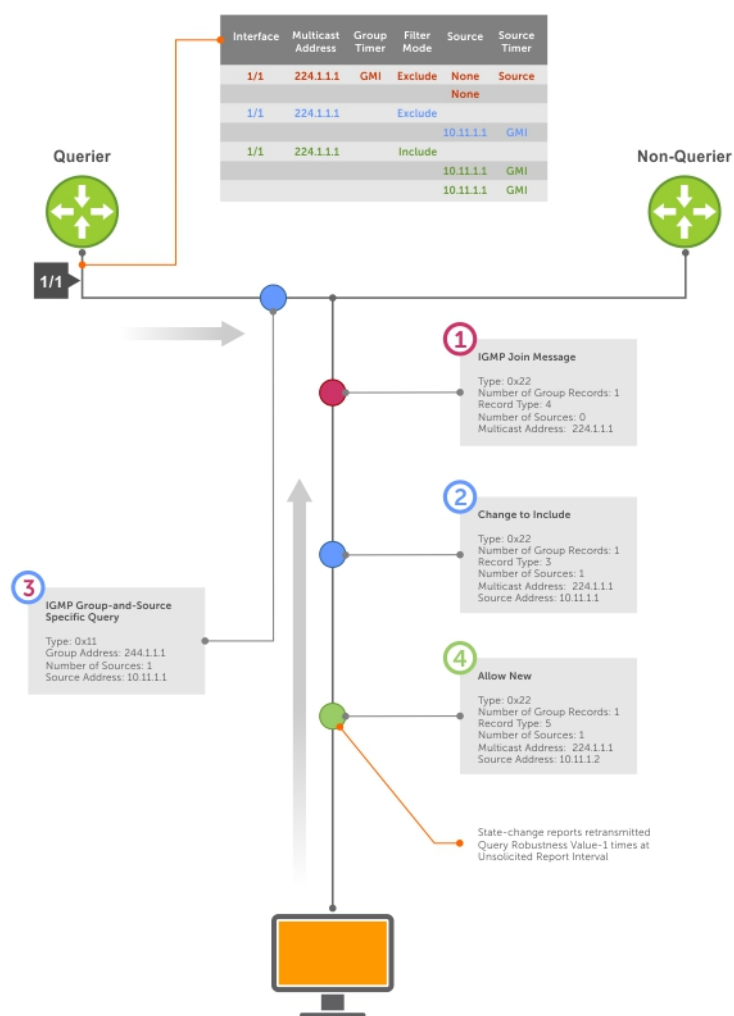 Interface Multicast Address Group Timer Filter Mode Source Source Timer
1/1 224.1.1.1 GMI Exclude None Source
None
1/1 224.1.1.1 Exclude
10.11.1.1 GMI
1/1 224.1.1.1 Include
10.11.1.1 GMI
10.11.1.1 GMI
Querier
Non-Querier
1/1
1
IGMP Join Message
Type: 0x22
Number of Group Records: 1
Record Type: 4
Number of Sources: 0
Multicast Address: 224.1.1.1
2
Change to Include
Type: 0x22
Number of Group Records: 1
Record Type: 3
Number of Sources: 1
Multicast Address: 224.1.1.1
Source Address: 10.11.1.1
3
IGMP Group-and-Source
Specific Query
Type: 0x11
Group Address: 244.1.1.1
Number of Sources: 1
Source Address: 10.11.1.1
4
Allow New
Type: 0x22
Number of Group Records: 1
Record Type: 5
Number of Sources: 1
Multicast Address: 224.1.1.1
Source Address: 10.11.1.2
State-change reports retransmitted
Query Robustness Value-1 times at
Unsolicited Report Interval